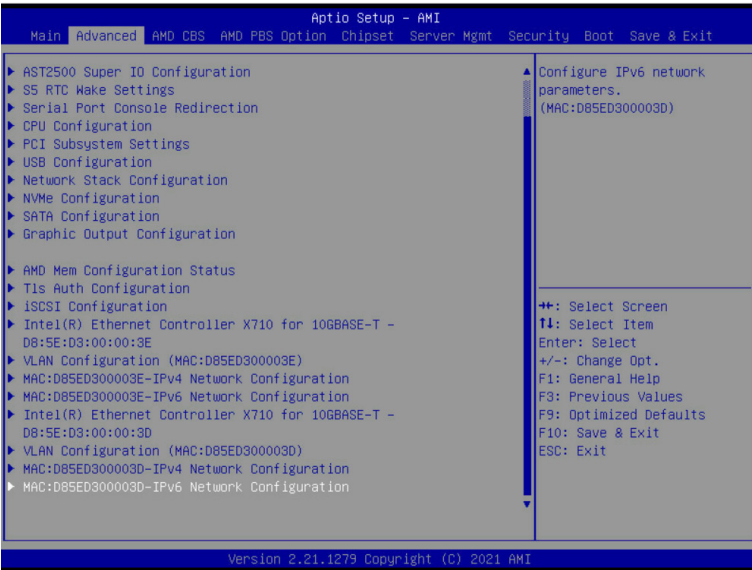 Aptio Setup – AMI
Main Advanced AMD CBS AMD PBS Option Chipset Server Mgmt Security Boot Save & Exit
▶ AST2500 Super IO Configuration
▶ S5 RTC Wake Settings
▶ Serial Port Console Redirection
▶ CPU Configuration
▶ PCI Subsystem Settings
▶ USB Configuration
▶ Network Stack Configuration
▶ NVMe Configuration
▶ SATA Configuration
▶ Graphic Output Configuration
▶ AMD Mem Configuration Status
▶ Tls Auth Configuration
▶ iSCSI Configuration
▶ Intel(R) Ethernet Controller X710 for 10GBASE-T –
D8:5E:D3:00:00:3E
▶ VLAN Configuration (MAC:D85ED300003E)
▶ MAC:D85ED300003E-IPv4 Network Configuration
▶ MAC:D85ED300003E-IPv6 Network Configuration
▶ Intel(R) Ethernet Controller X710 for 10GBASE-T –
D8:5E:D3:00:00:3D
▶ VLAN Configuration (MAC:D85ED300003D)
▶ MAC:D85ED300003D-IPv4 Network Configuration
▶ MAC:D85ED300003D-IPv6 Network Configuration
Configure IPv6 network
parameters.
(MAC:D85ED300003D)
→←: Select Screen
↑↓: Select Item
Enter: Select
+/-: Change Opt.
F1: General Help
F3: Previous Values
F9: Optimized Defaults
F10: Save & Exit
ESC: Exit
Version 2.21.1279 Copyright (C) 2021 AMI